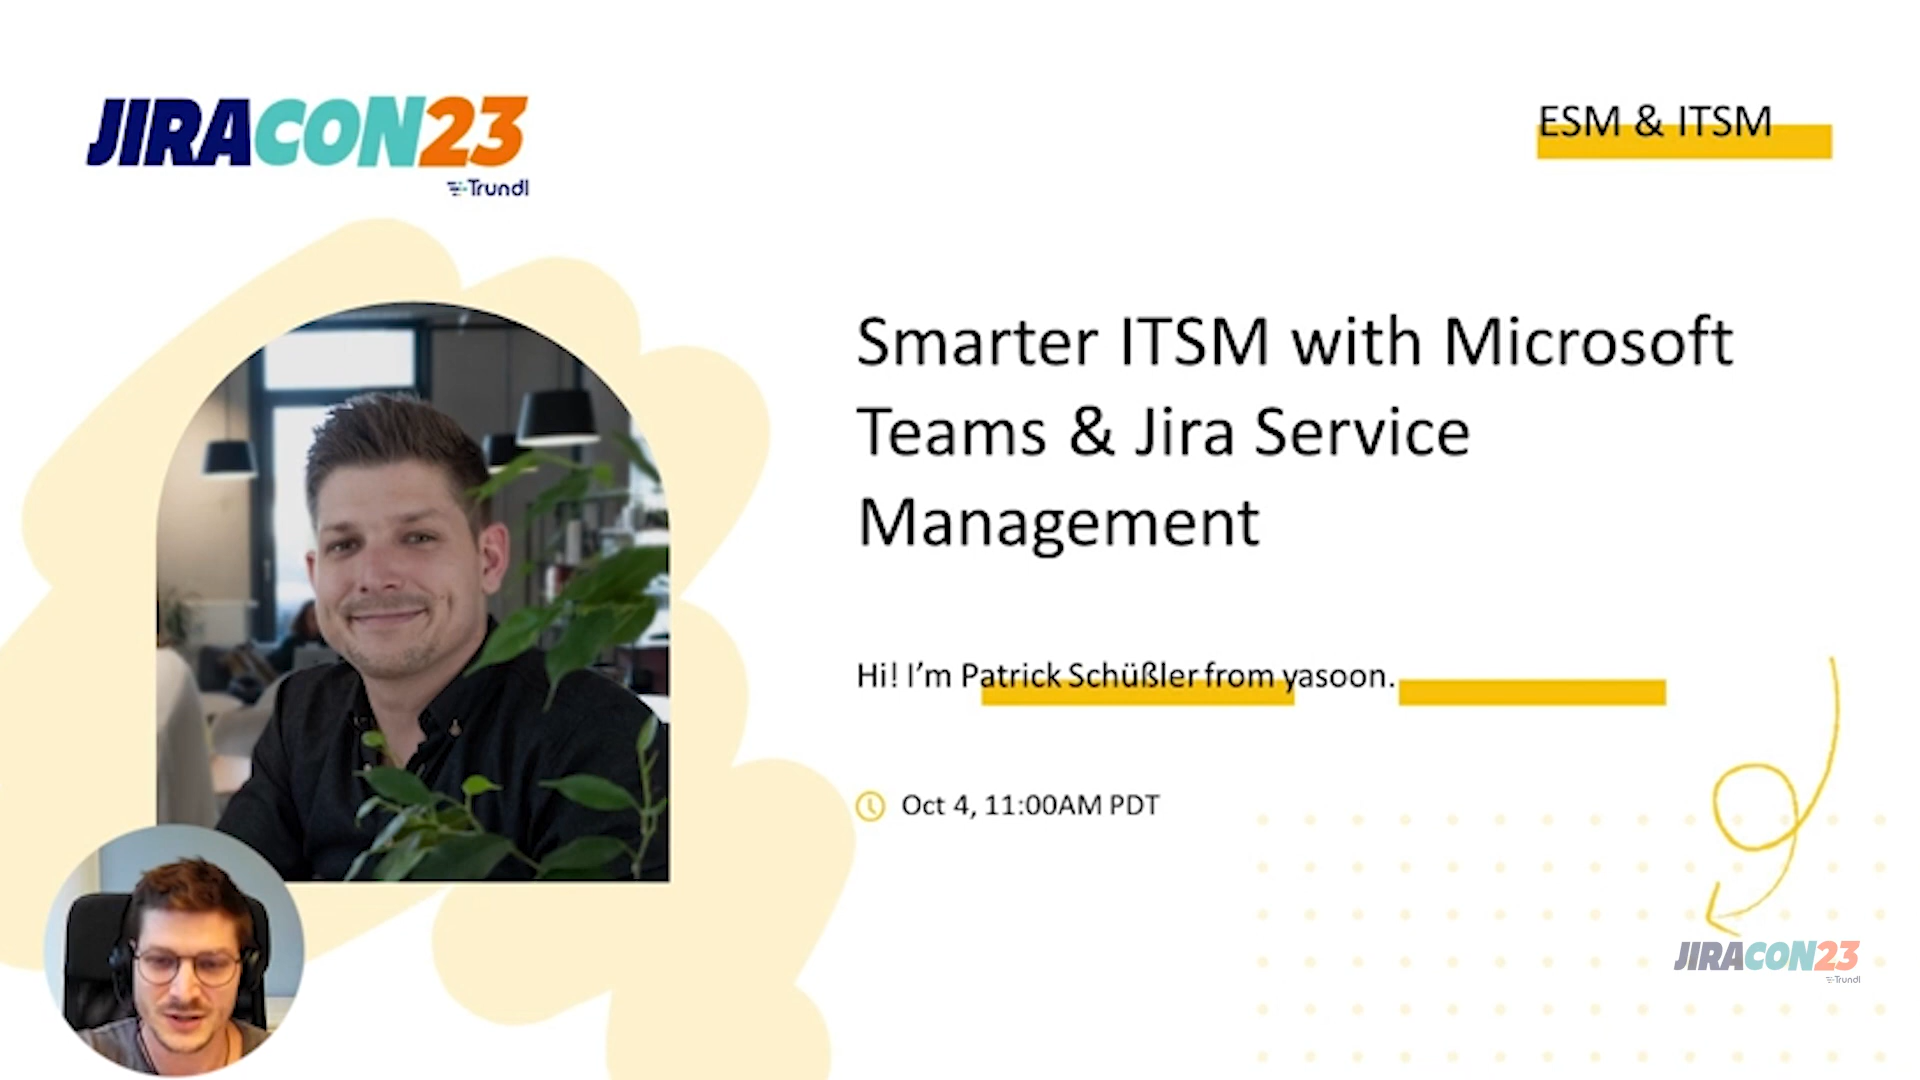 JIRACON23
Trundl
ESM & ITSM
Smarter ITSM with Microsoft
Teams & Jira Service
Management
Hi! I’m Patrick Schüßler from yasoon.
Oct 4, 11:00AM PDT
JIRACON23
Trundl